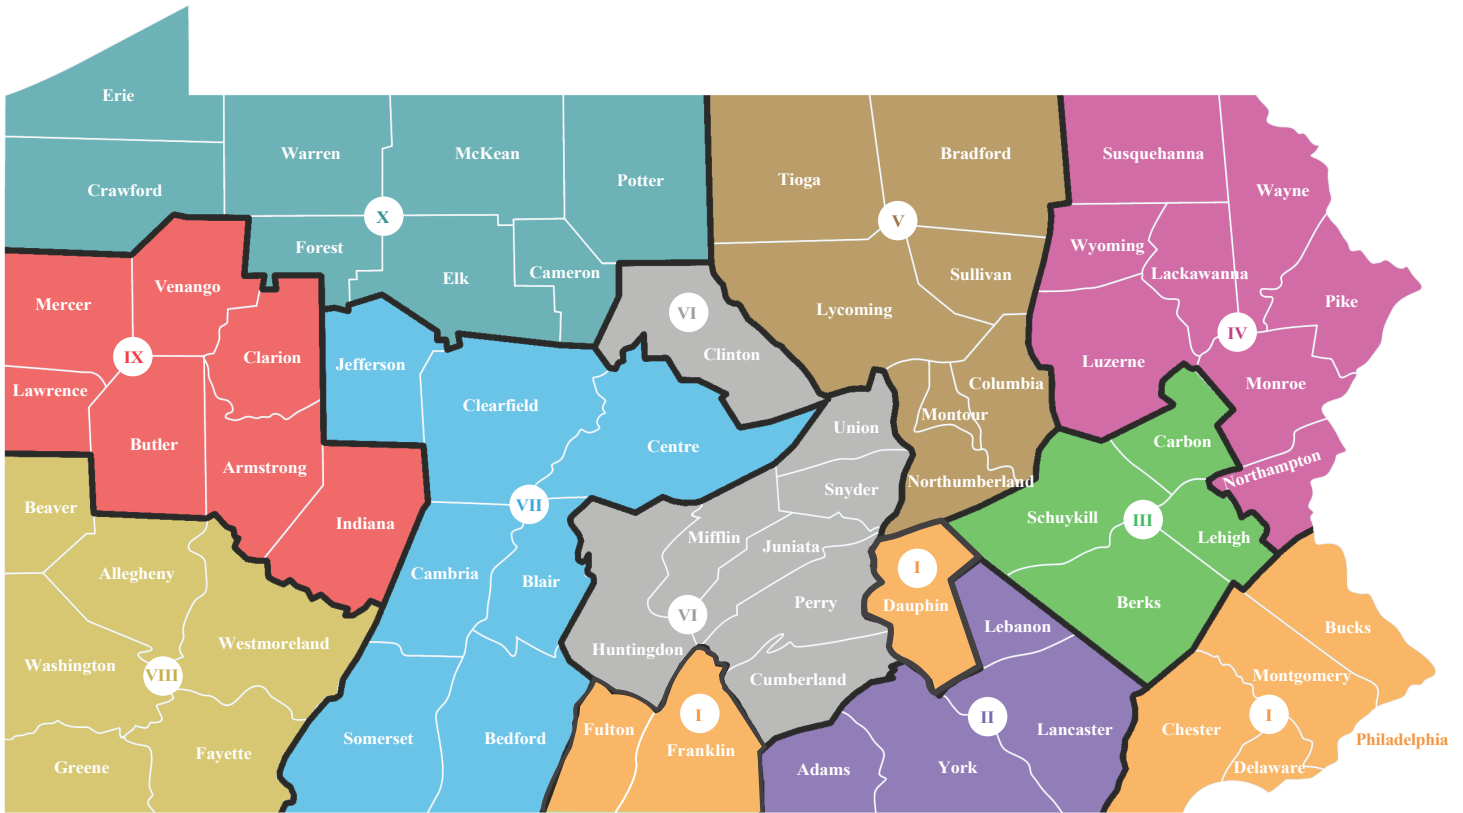 Erie
Warren
McKean
Potter
Tioga
Bradford
Susquehanna
Wayne
Crawford
X
V
Forest
Elk
Cameron
Wyoming
Lackawanna
Sullivan
Mercer
Venango
Lycoming
Pike
VI
IV
IX
Clarion
Jefferson
Clinton
Luzerne
Lawrence
Columbia
Monroe
Clearfield
Montour
Butler
Centre
Union
Carbon
Armstrong
Northampton
Snyder
Northumberland
Beaver
Indiana
VII
Schuykill
III
Mifflin
Juniata
Lehigh
Allegheny
Cambria
Blair
I
Perry
Dauphin
Berks
VI
Lebanon
Bucks
Westmoreland
Huntingdon
Washington
VIII
Cumberland
Montgomery
I
II
I
Fulton
Lancaster
Chester
Somerset
Bedford
Franklin
Philadelphia
Fayette
Greene
Adams
York
Delaware